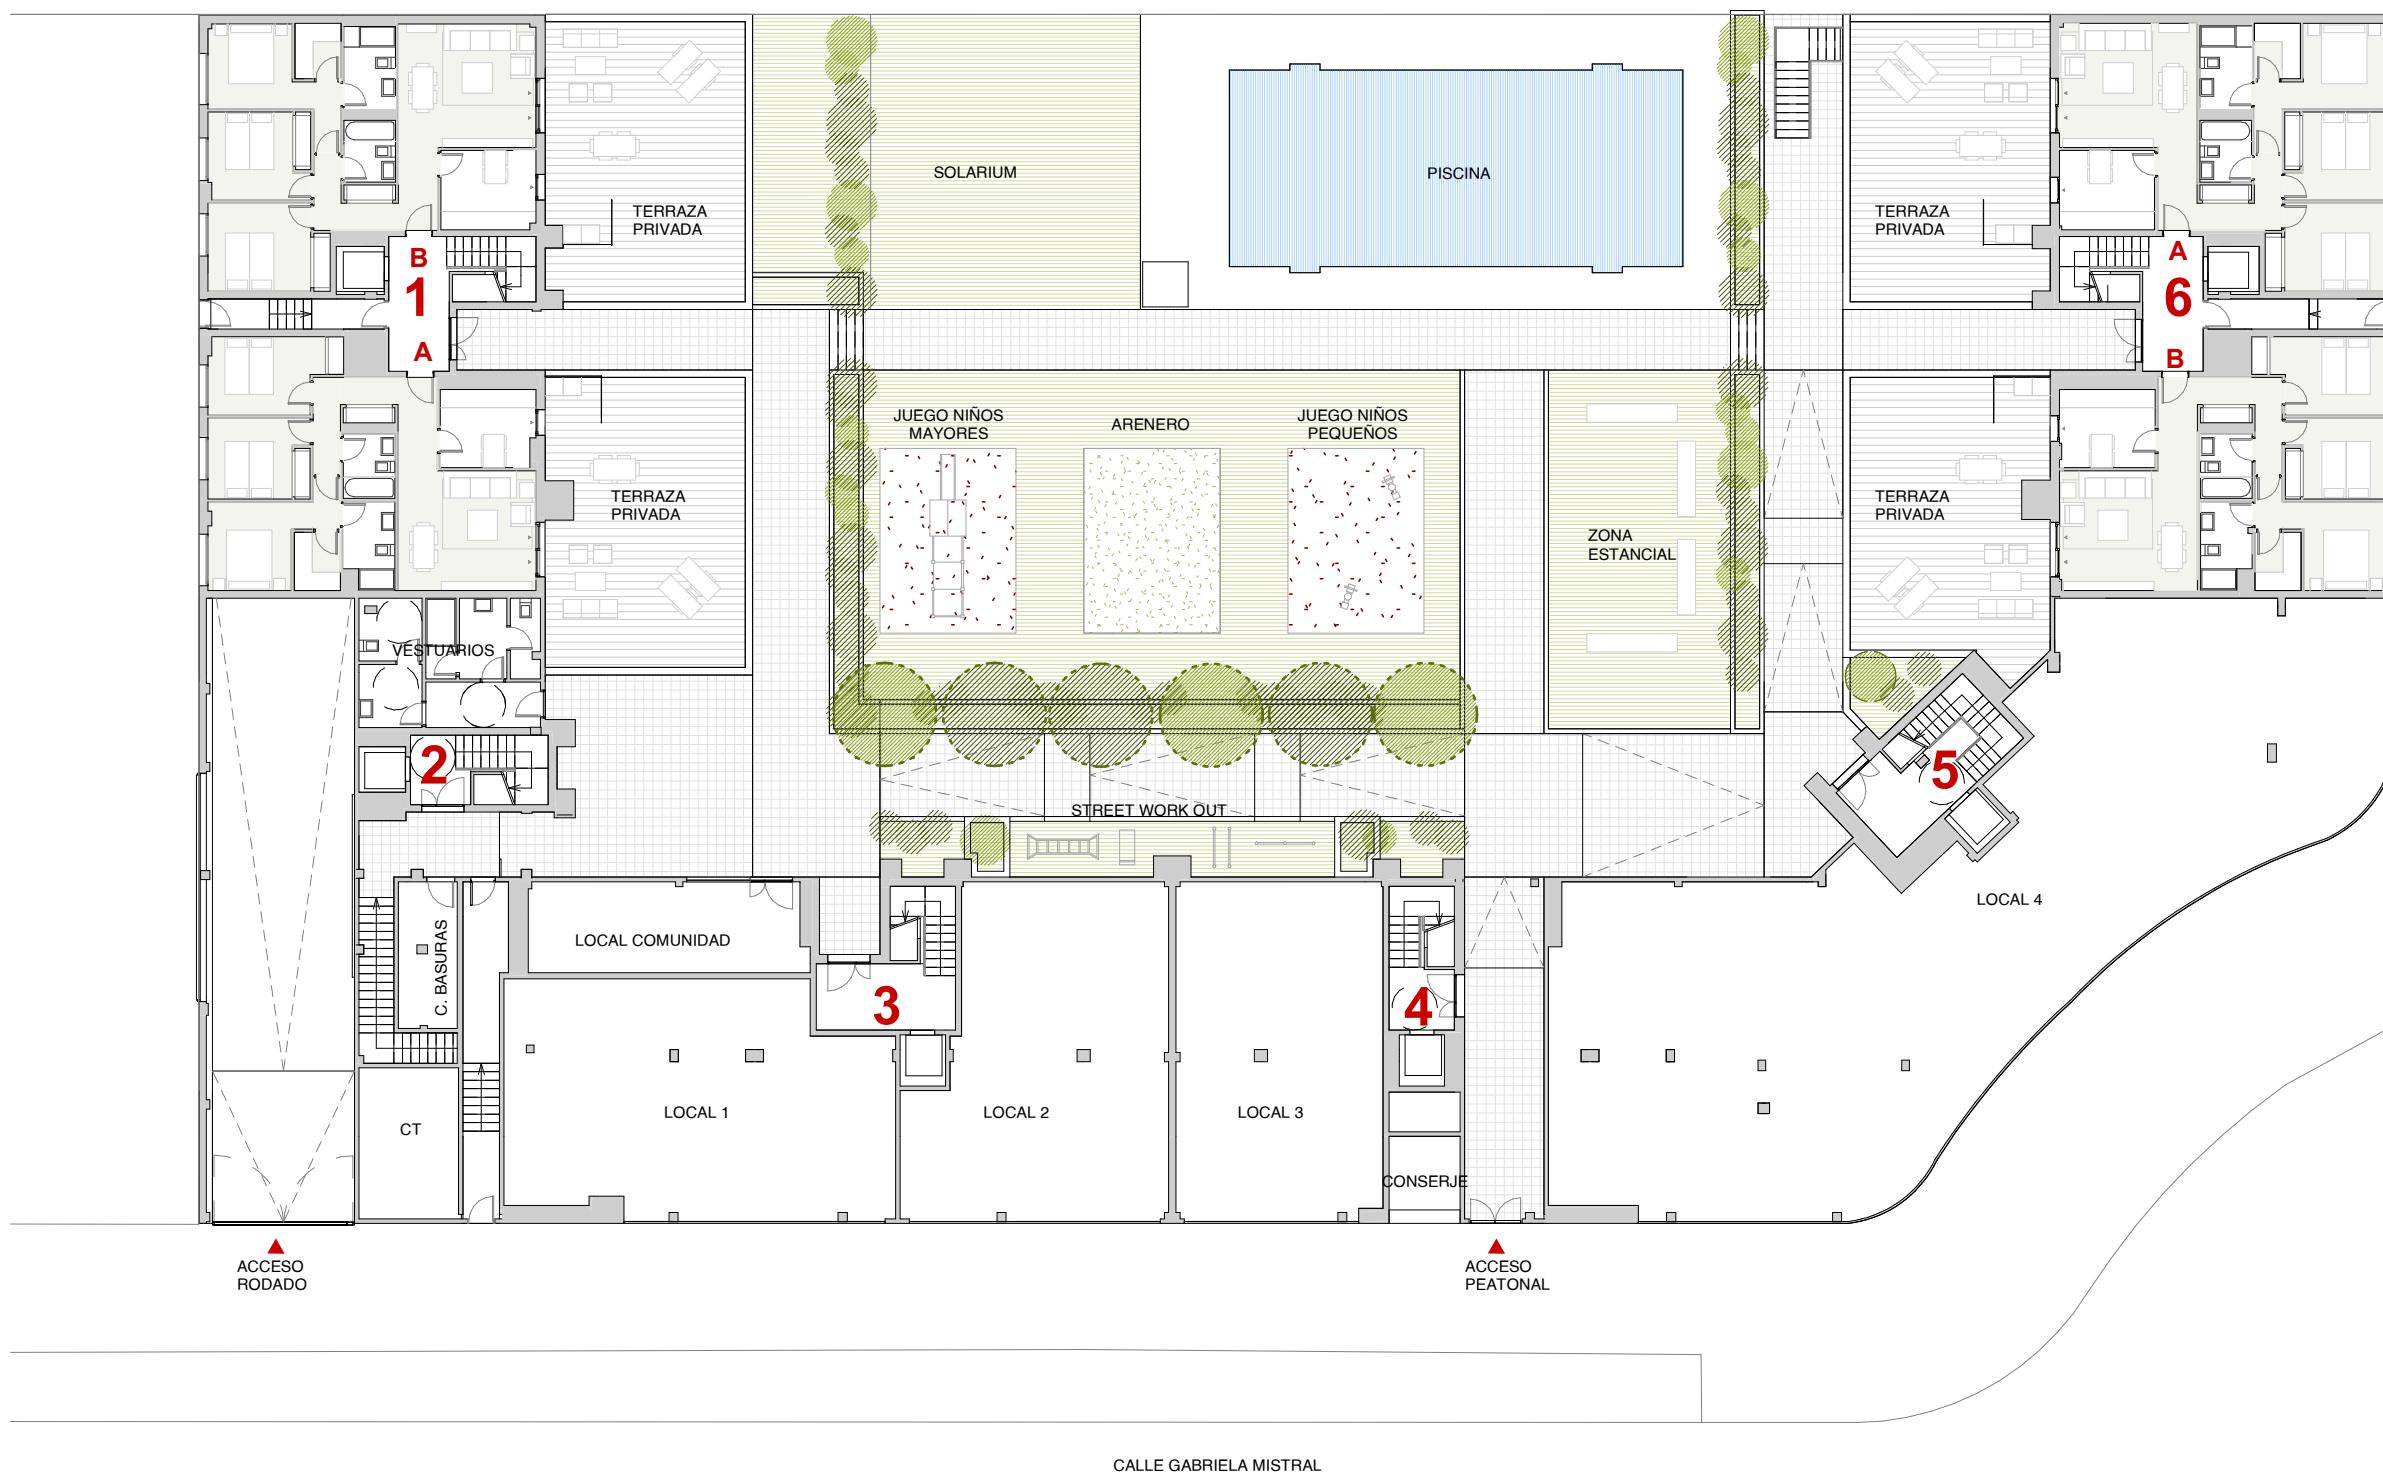 SOLARIUM
PISCINA
TERRAZA
PRIVADA
TERRAZA
PRIVADA
B
1
A
A
6
B
JUEGO NIÑOS
MAYORES
ARENERO
JUEGO NIÑOS
PEQUEÑOS
TERRAZA
PRIVADA
TERRAZA
PRIVADA
ZONA
ESTANCIAL
VESTUARIOS
2
5
STREET WORK OUT
LOCAL 4
LOCAL COMUNIDAD
C. BASURAS
3
4
LOCAL 1
LOCAL 2
LOCAL 3
CT
CONSERJE
ACCESO
RODADO
ACCESO
PEATONAL
CALLE GABRIELA MISTRAL